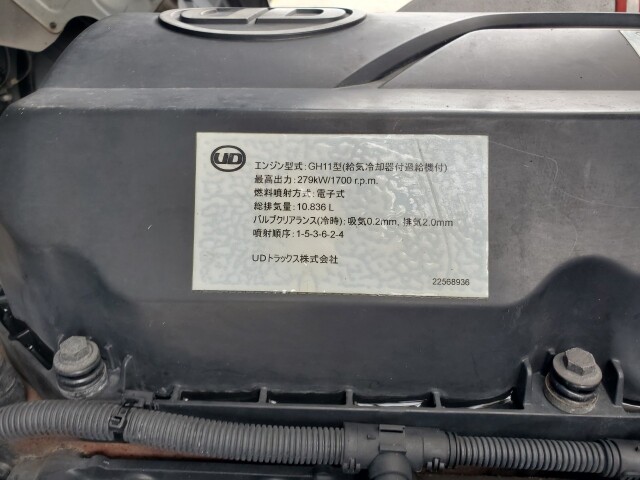 UD
UD
エンジン型式:GH11型(給気冷却器付過給機付)
最高出力:279kW/1700 r.p.m.
燃料噴射方式:電子式
総排気量:10.836 L
バルブクリアランス(冷時):吸気0.2mm, 排気2.0mm
噴射順序:1-5-3-6-2-4
UDトラックス株式会社
22568936